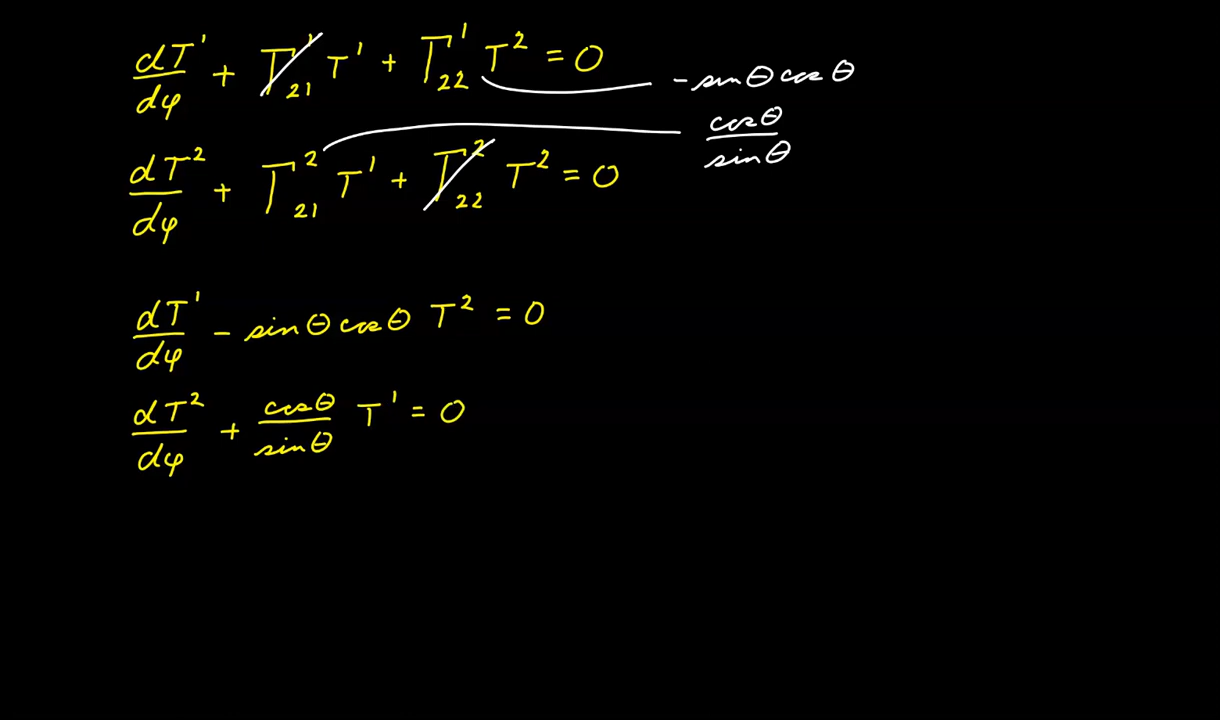 dT¹/dφ + Γ¹₂₁ T¹ + Γ¹₂₂ T² = 0
- sin θ cos θ
cos θ / sin θ
dT²/dφ + Γ²₂₁ T¹ + Γ²₂₂ T² = 0
dT¹/dφ - sin θ cos θ T² = 0
dT²/dφ + cos θ / sin θ T¹ = 0